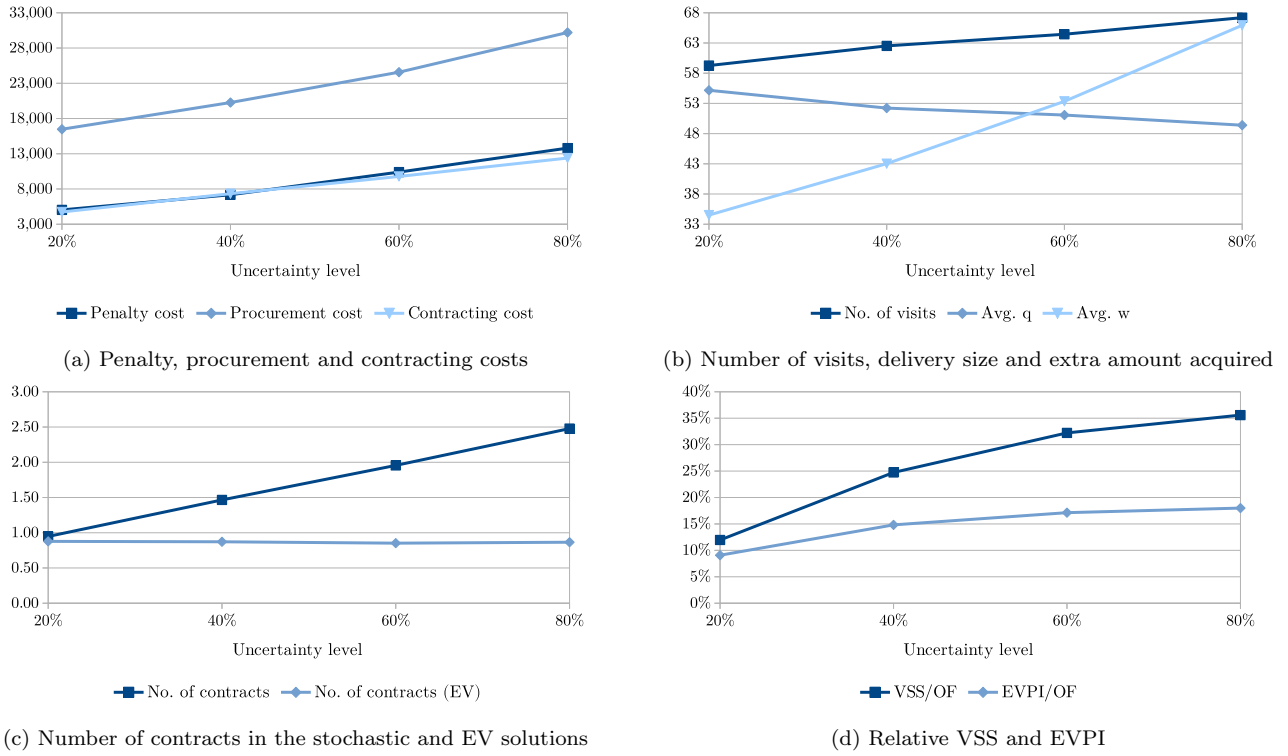 33,000
28,000
23,000
18,000
13,000
8,000
3,000
20% 40% 60% 80%
Uncertainty level
Penalty cost Procurement cost Contracting cost
(a) Penalty, procurement and contracting costs
68
63
58
53
48
43
38
33
20% 40% 60% 80%
Uncertainty level
No. of visits Avg. q Avg. w
(b) Number of visits, delivery size and extra amount acquired
3.00
2.50
2.00
1.50
1.00
0.50
0.00
20% 40% 60% 80%
Uncertainty level
No. of contracts No. of contracts (EV)
(c) Number of contracts in the stochastic and EV solutions
40%
35%
30%
25%
20%
15%
10%
5%
0%
20% 40% 60% 80%
Uncertainty level
VSS/OF EVPI/OF
(d) Relative VSS and EVPI